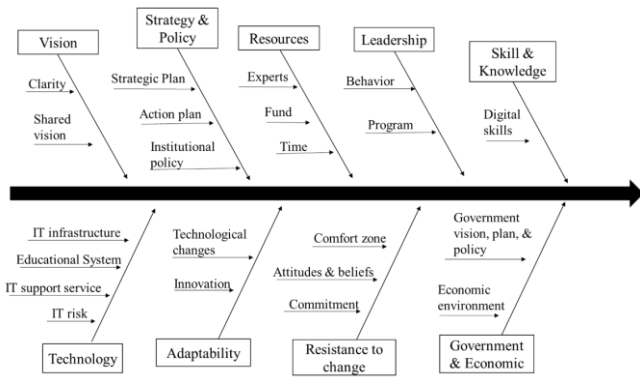 Vision
Strategy &
Policy
Resources
Leadership
Skill &
Knowledge
Clarity
Shared
vision
Strategic Plan
Action plan
Institutional
policy
Experts
Fund
Time
Behavior
Program
Digital
skills
IT infrastructure
Educational System
IT support service
IT risk
Technological
changes
Innovation
Comfort zone
Attitudes & beliefs
Commitment
Government
vision, plan, &
policy
Economic
environment
Technology
Adaptability
Resistance to
change
Government
& Economic